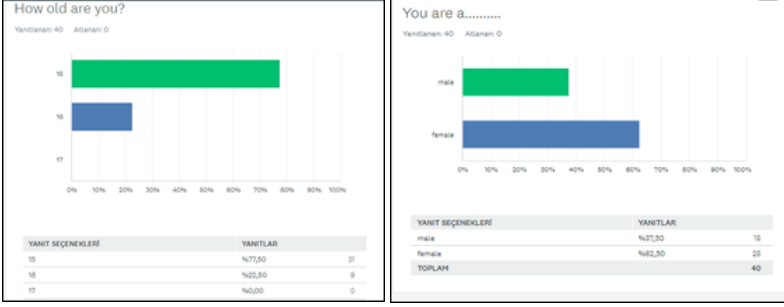 How old are you?
Yanıtlanan: 40 Atlanan: 0
15
16
17
0% 10% 20% 30% 40% 50% 60% 70% 80% 90% 100%
YANIT SEÇENEKLERİ YANITLAR
15 %77,50 31
16 %22,50 9
17 %0,00 0
You are a..........
Yanıtlanan: 40 Atlanan: 0
male
female
0% 10% 20% 30% 40% 50% 60% 70% 80% 90% 100%
YANIT SEÇENEKLERİ YANITLAR
male %37,50 15
female %62,50 25
TOPLAM 40